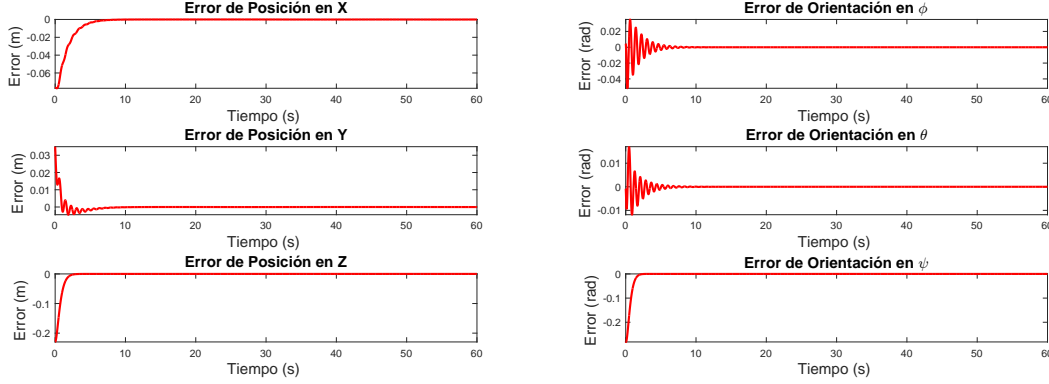 Error de Posición en X
Error (m)
0
-0.02
-0.04
-0.06
0 10 20 30 40 50 60
Tiempo (s)
Error de Posición en Y
Error (m)
0.03
0.02
0.01
0
0 10 20 30 40 50 60
Tiempo (s)
Error de Posición en Z
Error (m)
0
-0.1
-0.2
0 10 20 30 40 50 60
Tiempo (s)
Error de Orientación en ϕ
Error (rad)
0.02
0
-0.02
-0.04
0 10 20 30 40 50 60
Tiempo (s)
Error de Orientación en θ
Error (rad)
0.01
0
-0.01
0 10 20 30 40 50 60
Tiempo (s)
Error de Orientación en ψ
Error (rad)
0
-0.1
-0.2
0 10 20 30 40 50 60
Tiempo (s)